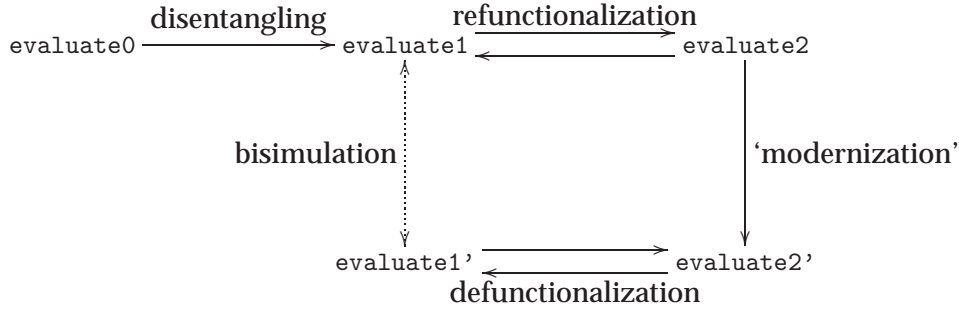 disentangling refunctionalization
evaluate0 evaluate1 evaluate2
bisimulation ‘modernization’
evaluate1’ evaluate2’
defunctionalization